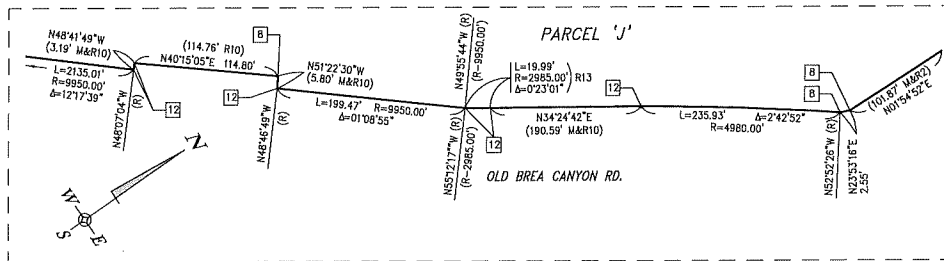 N48°41'49"W
(3.19' M&R10)
L=2135.01'
R=9950.00'
Δ=12°17'39"
N48°07'04"W
(R)
12
(114.76' R10)
N40°15'05"E 114.80'
8
N51°22'30"W
(5.80' M&R10)
12
N48°46'49"W
(R)
L=199.47' R=9950.00'
Δ=01°08'55"
N49°55'44"W (R)
(R=9950.00')
N55°12'17""W (R)
(R=2985.00')
PARCEL 'J'
L=19.99'
R=2985.00'
Δ=0°23'01"
R13
12
N34°24'42"E
(190.59' M&R10)
12
OLD BREA CANYON RD.
L=235.93' Δ=2°42'52"
R=4980.00'
8
8
N52°52'26"W (R)
N23°53'16"E
2.55'
(101.87' M&R2)
N01°54'52"E
N
W
S
E